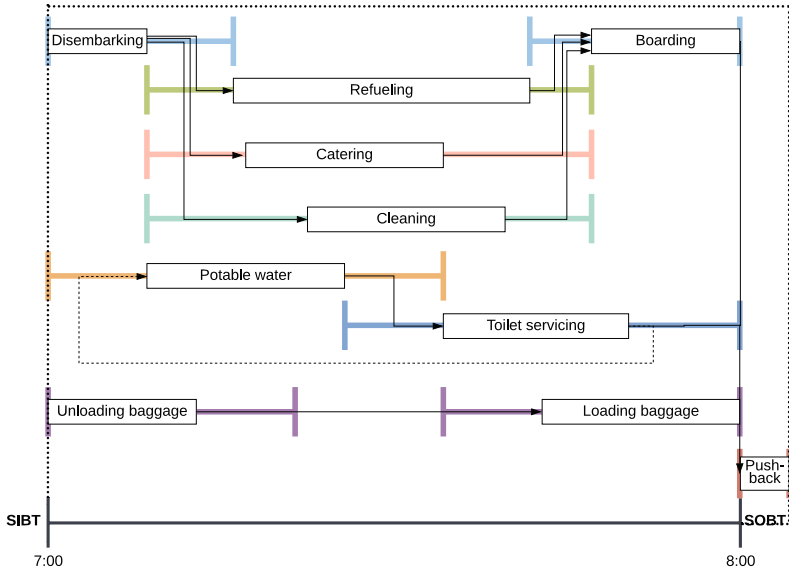 Disembarking
Boarding
Refueling
Catering
Cleaning
Potable water
Toilet servicing
Unloading baggage
Loading baggage
Push-
back
SIBT
SOBT
7:00
8:00